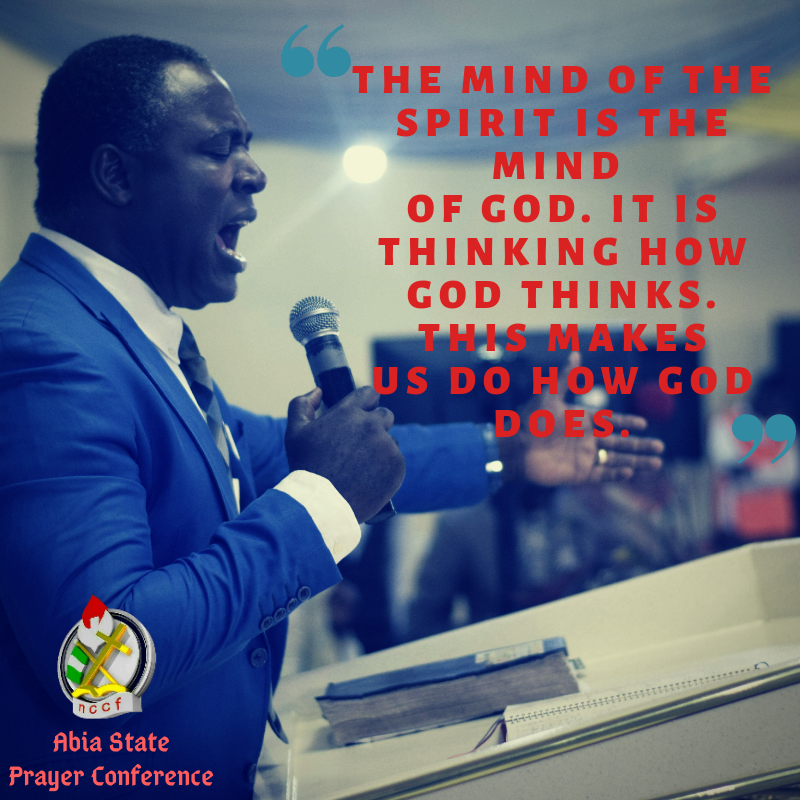 “
THE MIND OF THE
SPIRIT IS THE
MIND
OF GOD. IT IS
THINKING HOW
GOD THINKS.
THIS MAKES
US DO HOW GOD
DOES.
”
nccf
Abia State
Prayer Conference